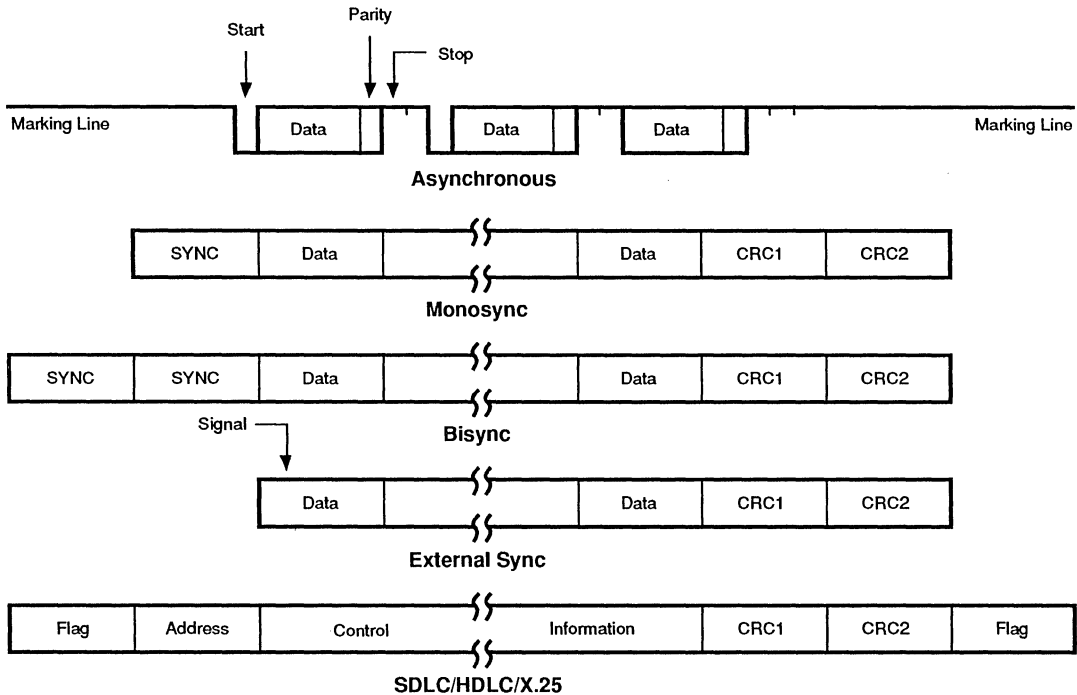 Start
Parity
Stop
Marking Line
Data
Data
Data
Marking Line
Asynchronous
SYNC Data Data CRC1 CRC2
Monosync
SYNC SYNC Data Data CRC1 CRC2
Signal
Bisync
Data Data CRC1 CRC2
External Sync
Flag Address Control Information CRC1 CRC2 Flag
SDLC/HDLC/X.25